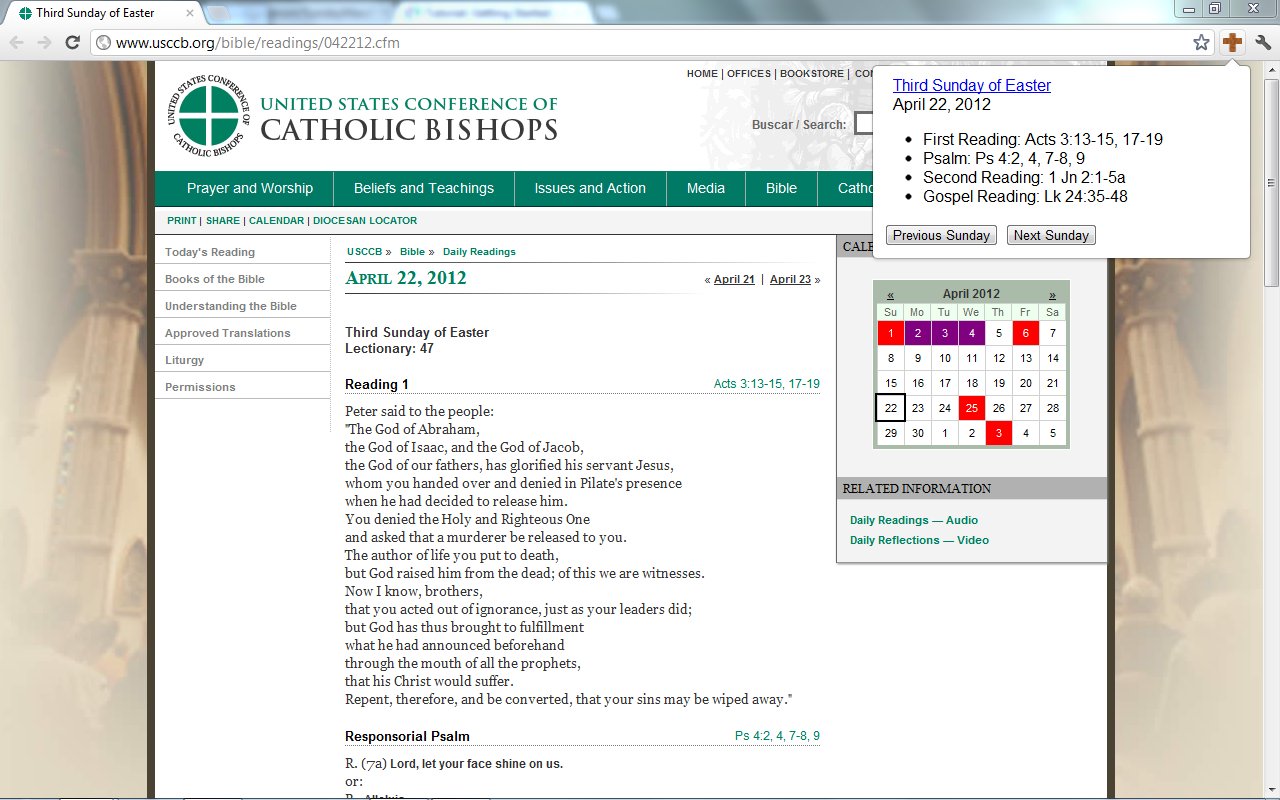 Third Sunday of Easter
www.usccb.org/bible/readings/042212.cfm
UNITED STATES CONFERENCE OF CATHOLIC BISHOPS
UNITED STATES CONFERENCE OF
CATHOLIC BISHOPS
HOME | OFFICES | BOOKSTORE |
Buscar / Search:
Third Sunday of Easter
April 22, 2012
• First Reading: Acts 3:13-15, 17-19
• Psalm: Ps 4:2, 4, 7-8, 9
• Second Reading: 1 Jn 2:1-5a
• Gospel Reading: Lk 24:35-48
Previous Sunday Next Sunday
Prayer and Worship Beliefs and Teachings Issues and Action Media Bible
PRINT | SHARE | CALENDAR | DIOCESAN LOCATOR
Today's Reading
Books of the Bible
Understanding the Bible
Approved Translations
Liturgy
Permissions
USCCB » Bible » Daily Readings
April 22, 2012
« April 21 | April 23 »
Third Sunday of Easter
Lectionary: 47
Reading 1 Acts 3:13-15, 17-19
Peter said to the people:
"The God of Abraham,
the God of Isaac, and the God of Jacob,
the God of our fathers, has glorified his servant Jesus,
whom you handed over and denied in Pilate's presence
when he had decided to release him.
You denied the Holy and Righteous One
and asked that a murderer be released to you.
The author of life you put to death,
but God raised him from the dead; of this we are witnesses.
Now I know, brothers,
that you acted out of ignorance, just as your leaders did;
but God has thus brought to fulfillment
what he had announced beforehand
through the mouth of all the prophets,
that his Christ would suffer.
Repent, therefore, and be converted, that your sins may be wiped away."
Responsorial Psalm Ps 4:2, 4, 7-8, 9
R. (7a) Lord, let your face shine on us.
or:
« April 2012 »
Su Mo Tu We Th Fr Sa
1 2 3 4 5 6 7
8 9 10 11 12 13 14
15 16 17 18 19 20 21
22 23 24 25 26 27 28
29 30 1 2 3 4 5
RELATED INFORMATION
Daily Readings — Audio
Daily Reflections — Video